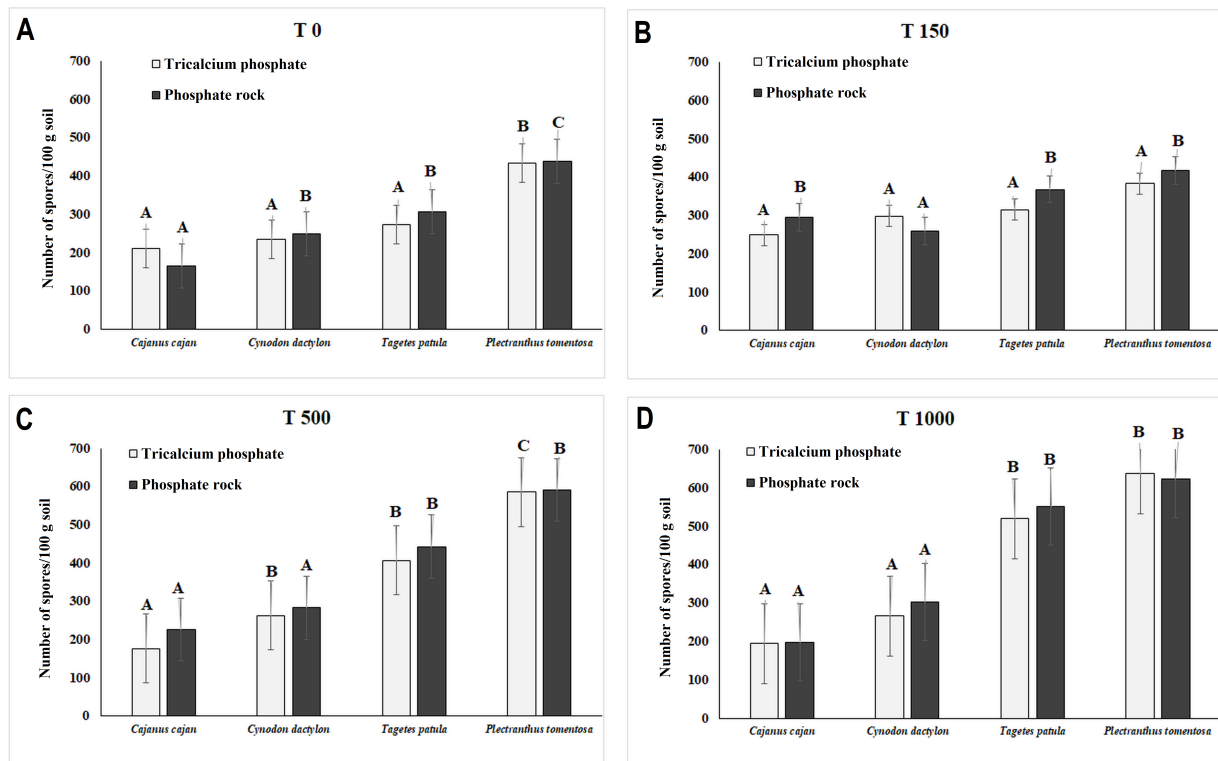 A
T 0
Tricalcium phosphate
Phosphate rock
Number of spores/100 g soil
700
600
500
400
300
200
100
0
A A A B A B B C
Cajanus cajan Cynodon dactylon Tagetes patula Plectranthus tomentosa
B
T 150
Tricalcium phosphate
Phosphate rock
Number of spores/100 g soil
700
600
500
400
300
200
100
0
A B A A A B A B
Cajanus cajan Cynodon dactylon Tagetes patula Plectranthus tomentosa
C
T 500
Tricalcium phosphate
Phosphate rock
Number of spores/100 g soil
700
600
500
400
300
200
100
0
A A B A B B C B
Cajanus cajan Cynodon dactylon Tagetes patula Plectranthus tomentosa
D
T 1000
Tricalcium phosphate
Phosphate rock
Number of spores/100 g soil
700
600
500
400
300
200
100
0
A A A A B B B B
Cajanus cajan Cynodon dactylon Tagetes patula Plectranthus tomentosa